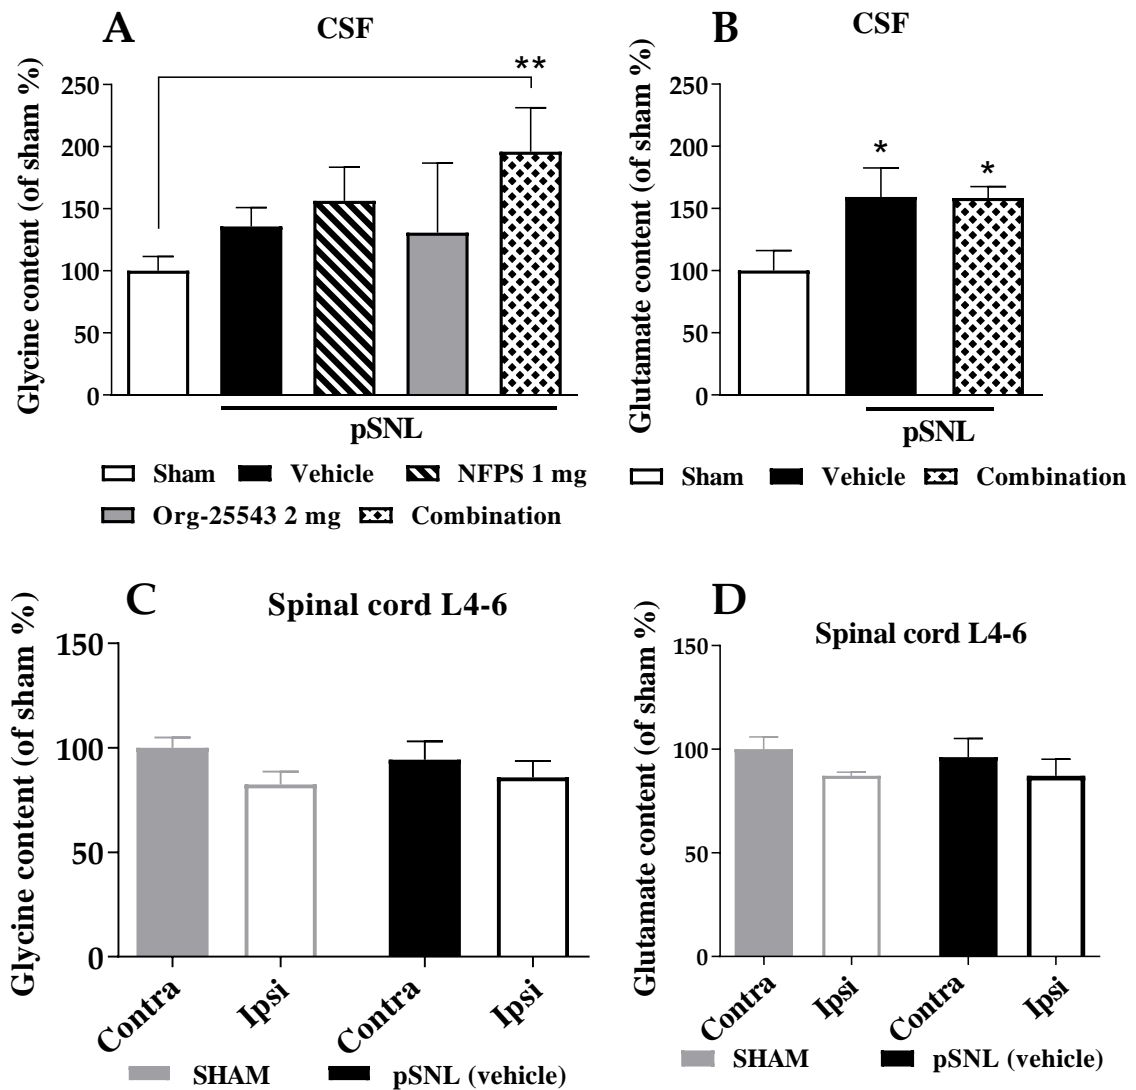 A
CSF
Glycine content (of sham %)
250
200
150
100
50
0
**
pSNL
Sham Vehicle NFPS 1 mg
Org-25543 2 mg Combination
B
CSF
Glutamate content (of sham %)
250
200
150
100
50
0
*
*
pSNL
Sham Vehicle Combination
C
Spinal cord L4-6
Glycine content (of sham %)
150
100
50
0
Contra Ipsi Contra Ipsi
SHAM pSNL (vehicle)
D
Spinal cord L4-6
Glutamate content (of sham %)
150
100
50
0
Contra Ipsi Contra Ipsi
SHAM pSNL (vehicle)